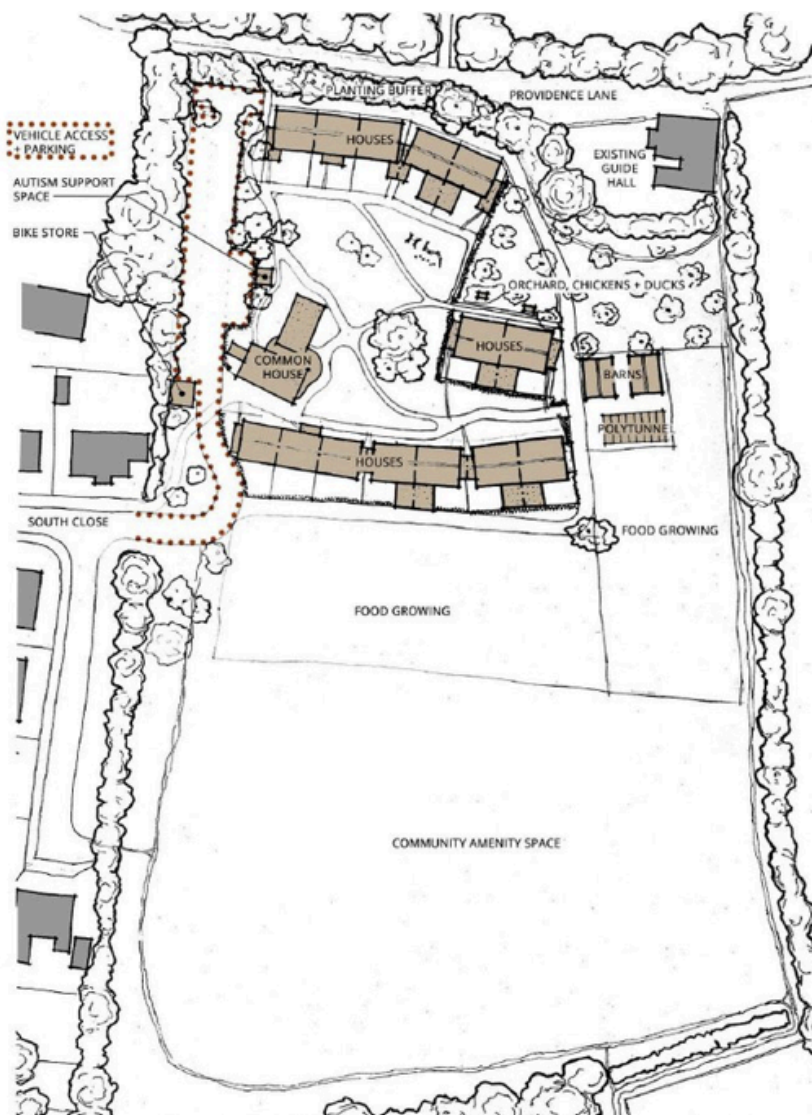 PLANTING BUFFER
PROVIDENCE LANE
VEHICLE ACCESS
+ PARKING
HOUSES
EXISTING
GUIDE
HALL
AUTISM SUPPORT
SPACE
BIKE STORE
ORCHARD, CHICKENS + DUCKS
HOUSES
COMMON
HOUSE
BARNS
POLYTUNNEL
HOUSES
SOUTH CLOSE
FOOD GROWING
FOOD GROWING
COMMUNITY AMENITY SPACE